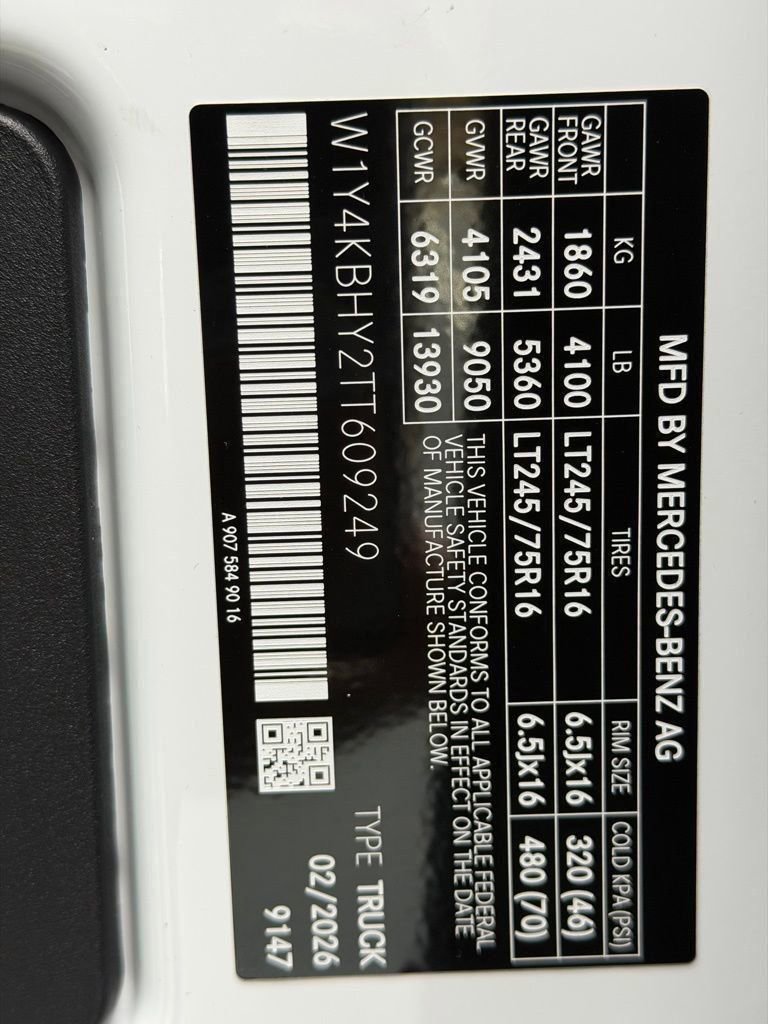 MFD BY MERCEDES-BENZ AG
KG LB TIRES RIM SIZE COLD KPA (PSI)
GAWR FRONT 1860 4100 LT245/75R16 6.5Jx16 320 (46)
GAWR REAR 2431 5360 LT245/75R16 6.5Jx16 480 (70)
GVWR 4105 9050
GCWR 6319 13930
THIS VEHICLE CONFORMS TO ALL APPLICABLE FEDERAL
VEHICLE SAFETY STANDARDS IN EFFECT ON THE DATE
OF MANUFACTURE SHOWN BELOW.
W1Y4KBHY2TT609249
TYPE TRUCK
02/2026
9147
A 907 584 90 16